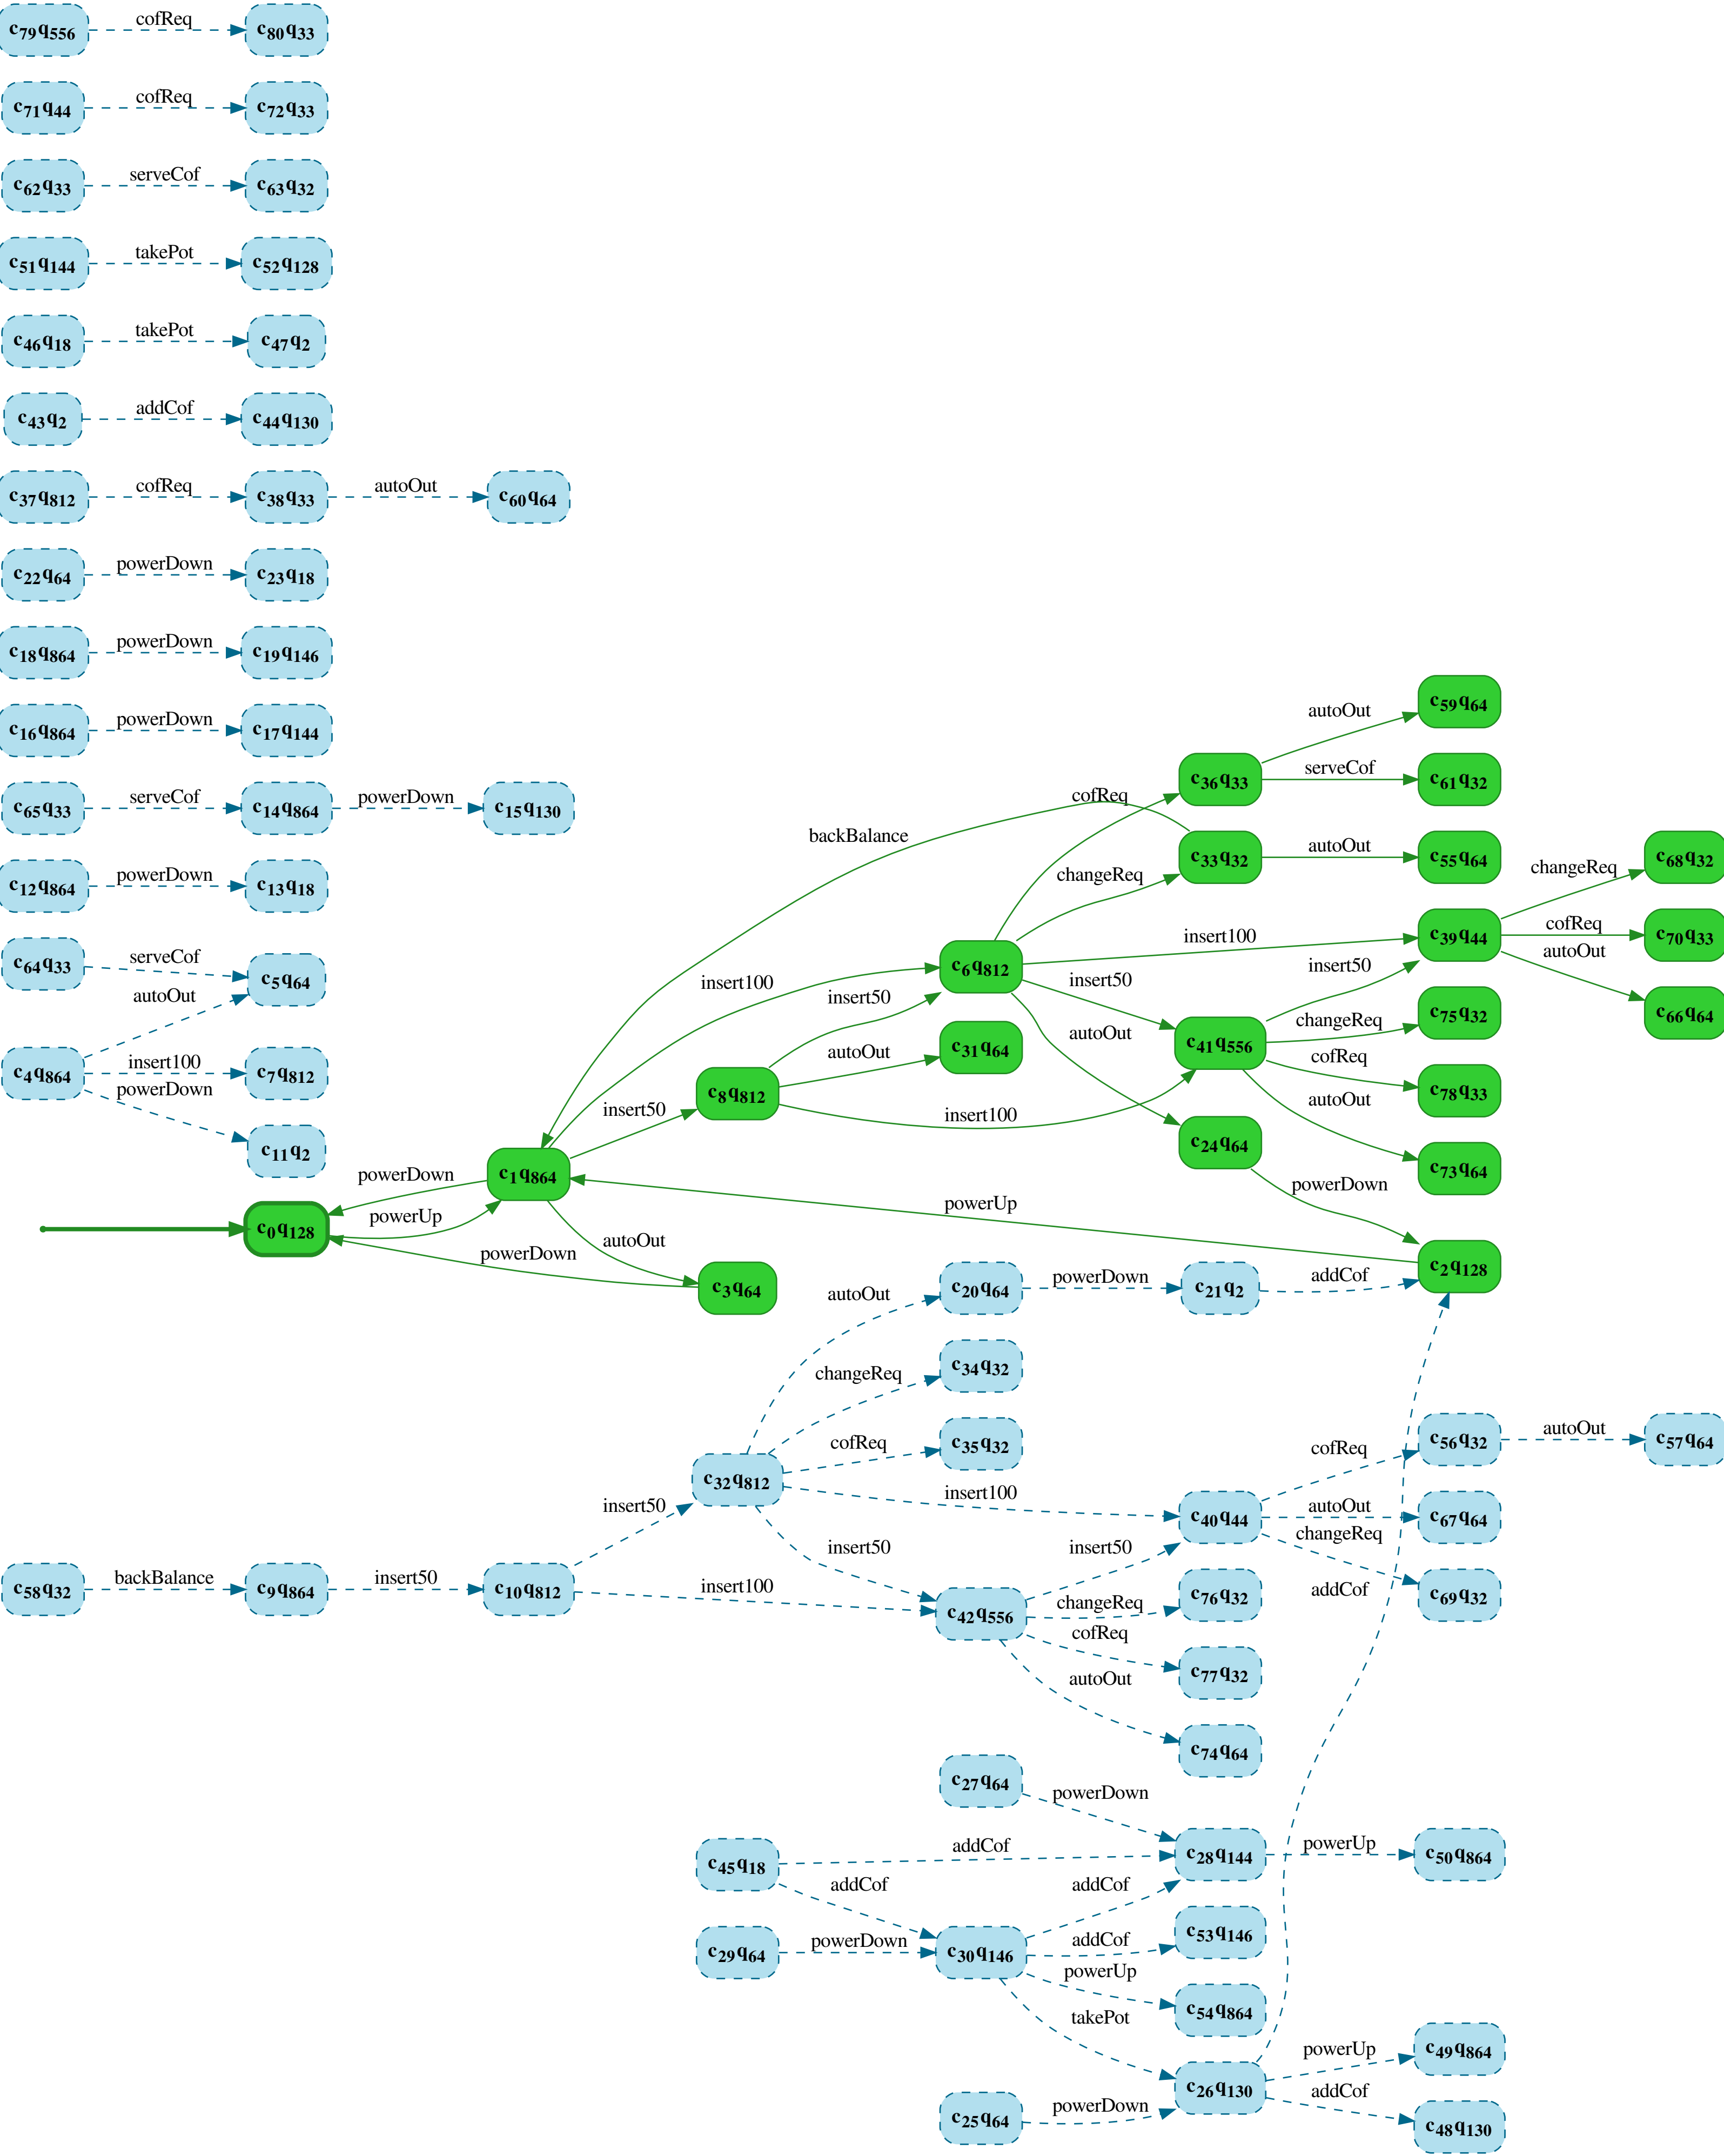 c79q556 cofReq c80q33
c71q44 cofReq c72q33
c62q33 serveCof c63q32
c51q144 takePot c52q128
c46q18 takePot c47q2
c43q2 addCof c44q130
c37q812 cofReq c38q33 autoOut c60q64
c22q64 powerDown c23q18
c18q864 powerDown c19q146
c16q864 powerDown c17q144
c65q33 serveCof c14q864 powerDown c15q130
c12q864 powerDown c13q18
c64q33 serveCof c5q64
autoOut
c4q864 insert100 c7q812
powerDown
c11q2
c59q64
autoOut
c36q33 serveCof c61q32
cofReq
backBalance
c33q32 autoOut c55q64
changeReq
c68q32
changeReq
c6q812 insert100 c39q44 cofReq c70q33
autoOut
c66q64
insert100
insert50
insert50
insert50
autoOut
autoOut
c31q64
c41q556
changeReq
c75q32
cofReq
c78q33
autoOut
c73q64
c8q812
insert50
insert100
c24q64
powerDown
c1q864
powerDown
powerUp
powerUp
c0q128
autoOut
powerDown
c3q64
c2q128
c20q64 powerDown c21q2 addCof
autoOut
changeReq
c34q32
cofReq
c35q32
c32q812
insert100
insert50
insert50
c40q44
cofReq
c56q32 autoOut c57q64
autoOut
c67q64
changeReq
c69q32
c58q32 backBalance c9q864 insert50 c10q812
insert100
insert50
addCof
c42q556
changeReq
c76q32
cofReq
c77q32
autoOut
c74q64
c27q64
powerDown
c45q18
addCof
c28q144 powerUp c50q864
addCof
addCof
c29q64 powerDown c30q146
addCof
c53q146
powerUp
c54q864
takePot
c26q130
powerUp
c49q864
addCof
c25q64 powerDown
c48q130